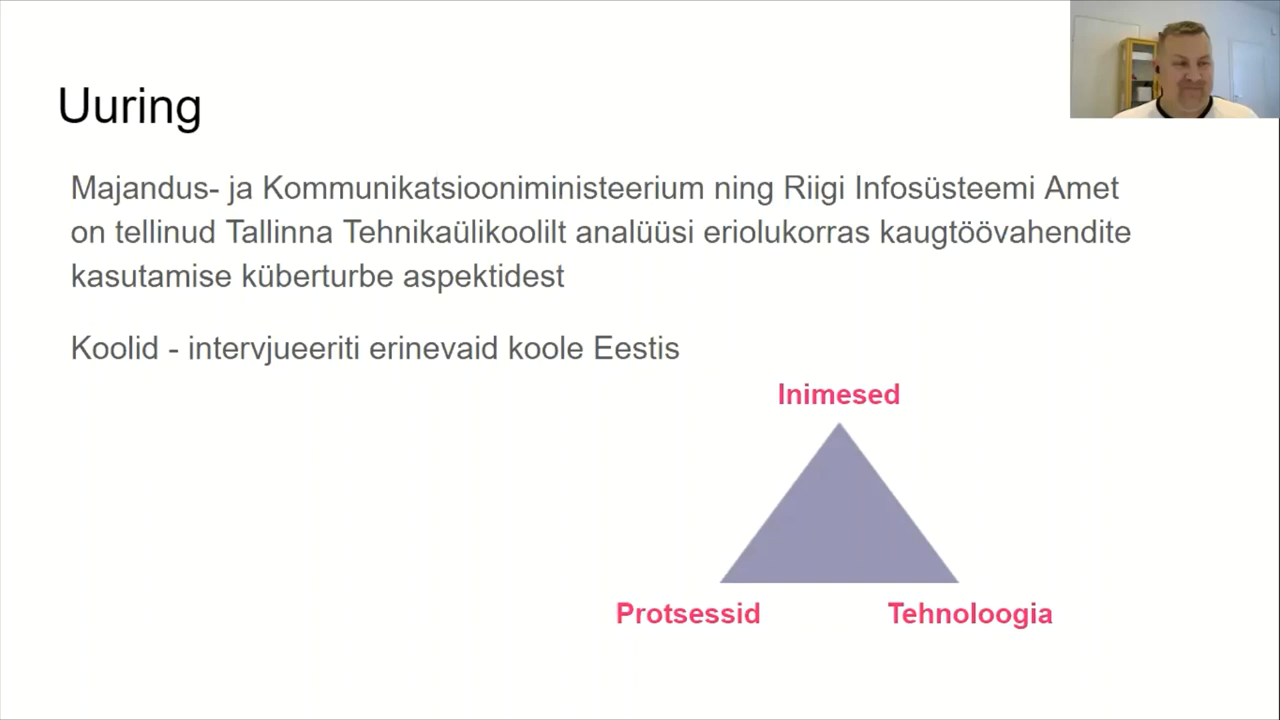 Uuring
Majandus- ja Kommunikatsiooniministeerium ning Riigi Infosüsteemi Amet
on tellinud Tallinna Tehnikaülikoolilt analüüsi eriolukorras kaugtöövahendite
kasutamise küberturbe aspektidest
Koolid - intervjueeriti erinevaid koole Eestis
Inimesed
Protsessid
Tehnoloogia